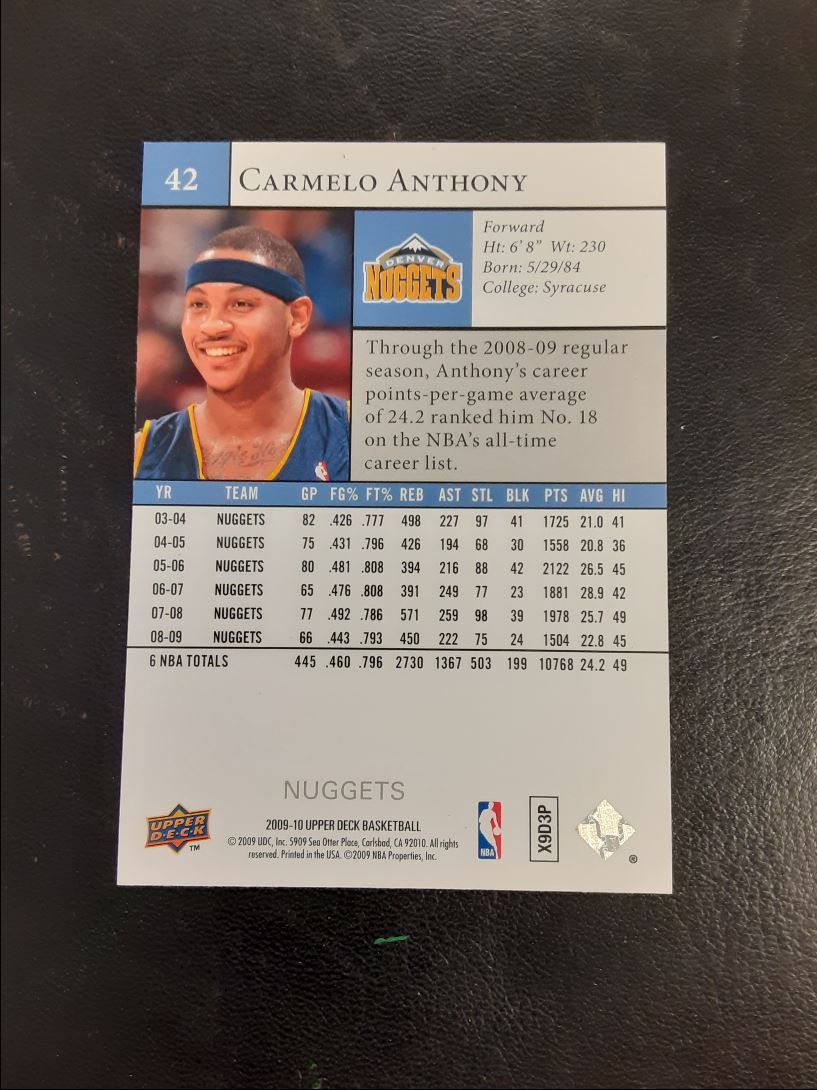 42 CARMELO ANTHONY
DENVER
NUGGETS
Forward
Ht: 6' 8" Wt: 230
Born: 5/29/84
College: Syracuse
Through the 2008-09 regular
season, Anthony's career
points-per-game average
of 24.2 ranked him No. 18
on the NBA's all-time
career list.
YR TEAM GP FG% FT% REB AST STL BLK PTS AVG HI
03-04 NUGGETS 82 .426 .777 498 227 97 41 1725 21.0 41
04-05 NUGGETS 75 .431 .796 426 194 68 30 1558 20.8 36
05-06 NUGGETS 80 .481 .808 394 216 88 42 2122 26.5 45
06-07 NUGGETS 65 .476 .808 391 249 77 23 1881 28.9 42
07-08 NUGGETS 77 .492 .786 571 259 98 39 1978 25.7 49
08-09 NUGGETS 66 .443 .793 450 222 75 24 1504 22.8 45
6 NBA TOTALS 445 .460 .796 2730 1367 503 199 10768 24.2 49
NUGGETS
UPPER
D·E·C·K
TM
2009-10 UPPER DECK BASKETBALL
© 2009 UDC, Inc. 5909 Sea Otter Place, Carlsbad, CA 92010. All rights
reserved. Printed in the USA. ©2009 NBA Properties, Inc.
NBA
X9D3P
®